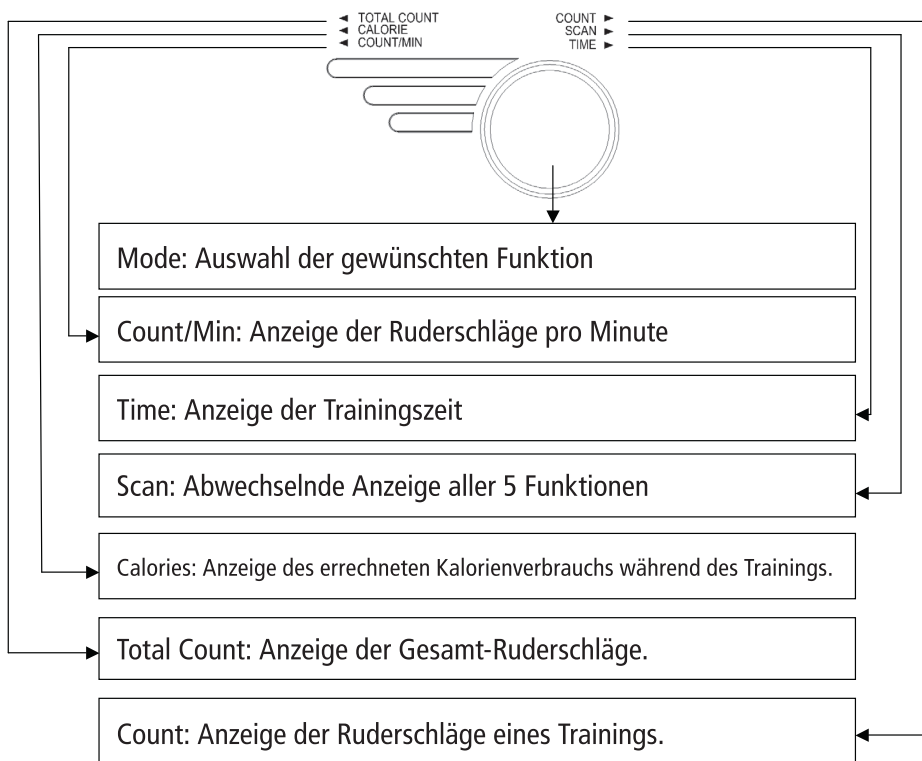 ◄ TOTAL COUNT
◄ CALORIE
◄ COUNT/MIN
COUNT ►
SCAN ►
TIME ►
Mode: Auswahl der gewünschten Funktion
Count/Min: Anzeige der Ruderschläge pro Minute
Time: Anzeige der Trainingszeit
Scan: Abwechselnde Anzeige aller 5 Funktionen
Calories: Anzeige des errechneten Kalorienverbrauchs während des Trainings.
Total Count: Anzeige der Gesamt-Ruderschläge.
Count: Anzeige der Ruderschläge eines Trainings.